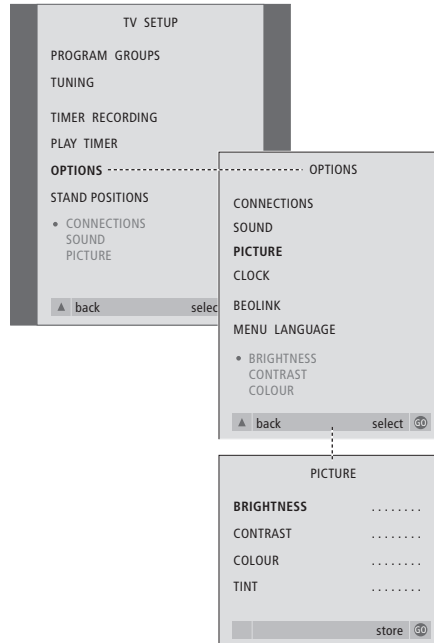 TV SETUP
PROGRAM GROUPS
TUNING
TIMER RECORDING
PLAY TIMER
OPTIONS
STAND POSITIONS
• CONNECTIONS
SOUND
PICTURE
▲ back selec
OPTIONS
CONNECTIONS
SOUND
PICTURE
CLOCK
BEOLINK
MENU LANGUAGE
• BRIGHTNESS
CONTRAST
COLOUR
▲ back select GO
PICTURE
BRIGHTNESS ........
CONTRAST ........
COLOUR ........
TINT ........
store GO